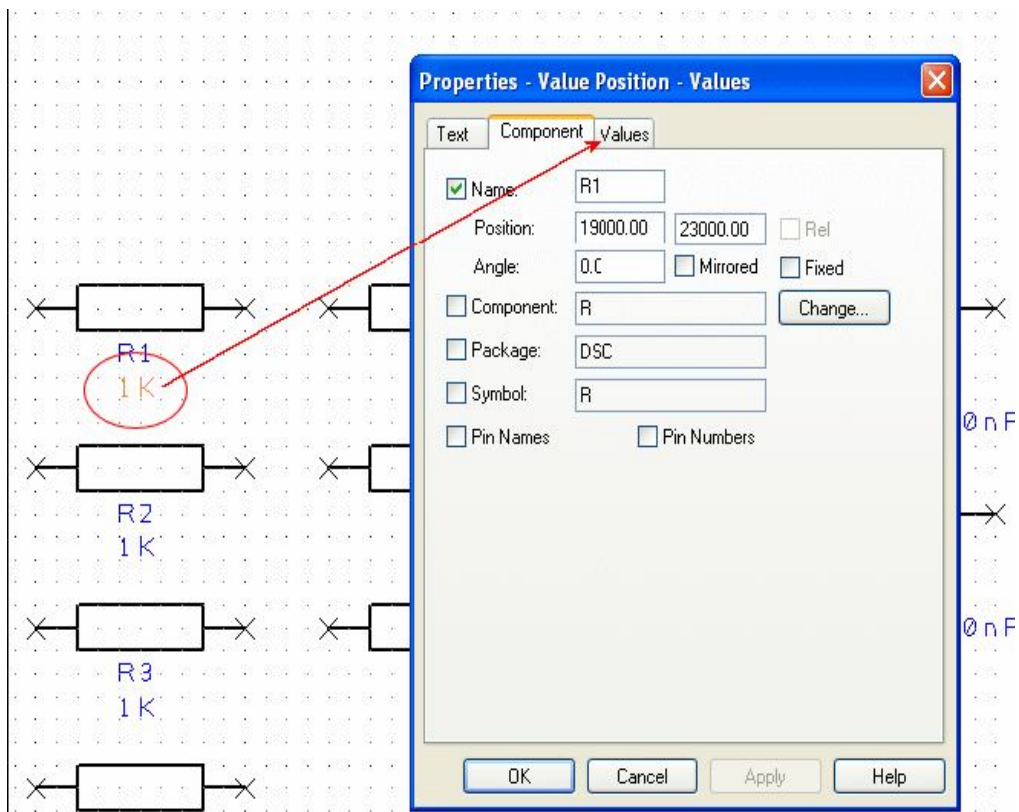 Properties - Value Position - Values
Text Component Values
Name: R1
Position: 19000.00 23000.00 Rel
Angle: 0.0 Mirrored Fixed
Component: R Change...
Package: DSC
Symbol: R
Pin Names Pin Numbers
OK Cancel Apply Help
R1
1K
R2
1K
R3
1K
0nF
0nF